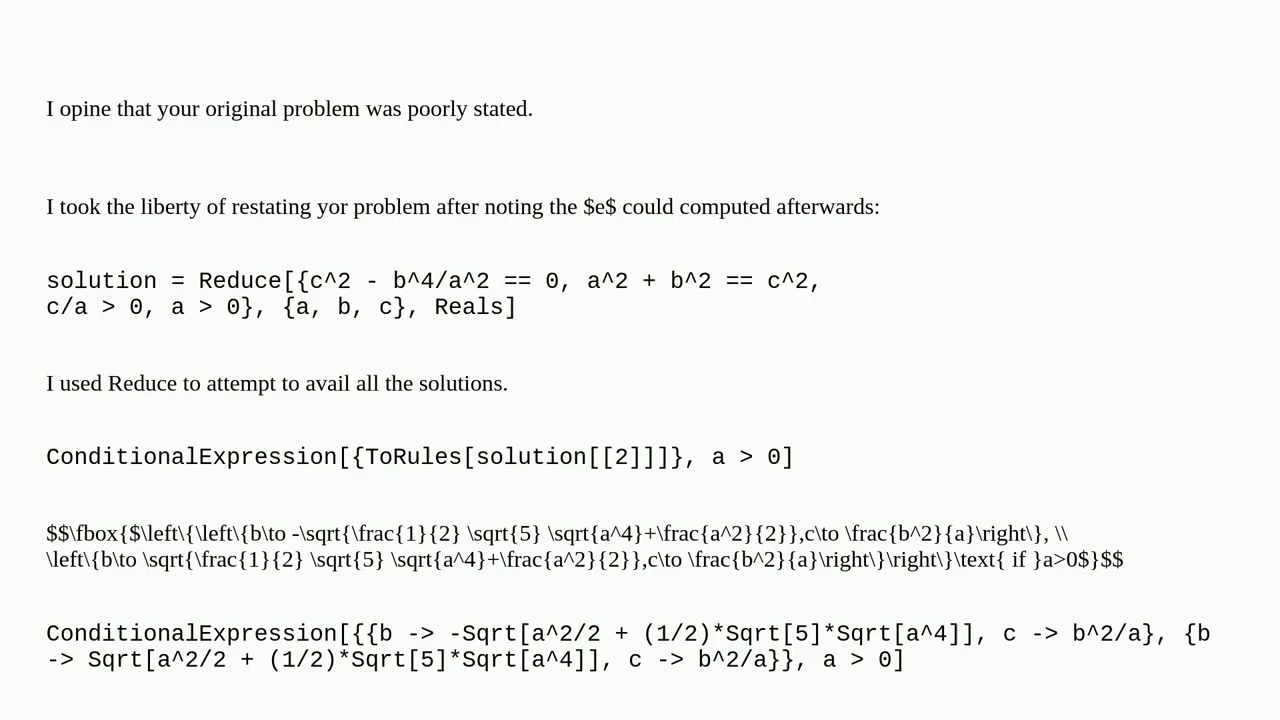 I opine that your original problem was poorly stated.
I took the liberty of restating yor problem after noting the $e$ could computed afterwards:
solution = Reduce[{c^2 - b^4/a^2 == 0, a^2 + b^2 == c^2,
c/a > 0, a > 0}, {a, b, c}, Reals]
I used Reduce to attempt to avail all the solutions.
ConditionalExpression[{ToRules[solution[[2]]]}, a > 0]
$$\fbox{$\left\{\left\{b\to -\sqrt{\frac{1}{2} \sqrt{5} \sqrt{a^4}+\frac{a^2}{2}},c\to \frac{b^2}{a}\right\}, \\
\left\{b\to \sqrt{\frac{1}{2} \sqrt{5} \sqrt{a^4}+\frac{a^2}{2}},c\to \frac{b^2}{a}\right\}\right\}\text{ if }a>0$}$$
ConditionalExpression[{{b -> -Sqrt[a^2/2 + (1/2)*Sqrt[5]*Sqrt[a^4]], c -> b^2/a}, {b
-> Sqrt[a^2/2 + (1/2)*Sqrt[5]*Sqrt[a^4]], c -> b^2/a}}, a > 0]